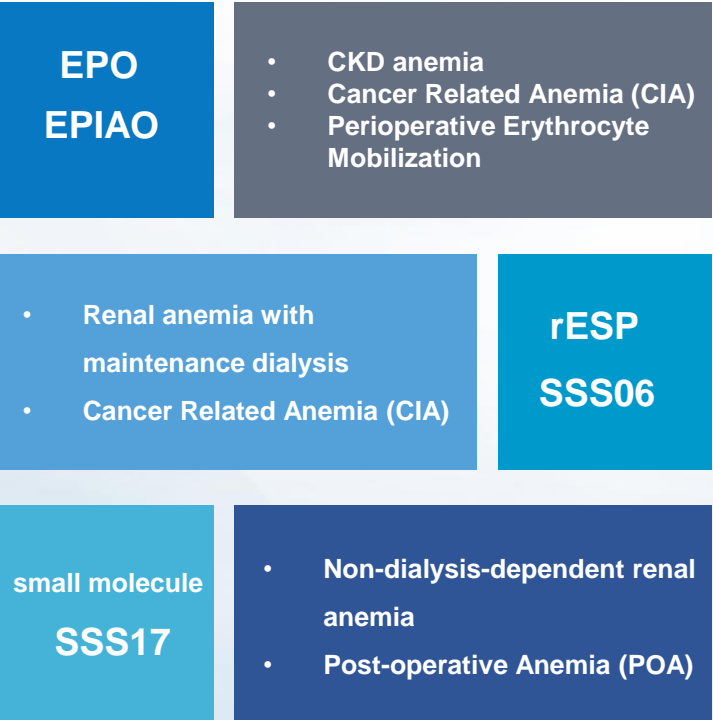 EPO
EPIAO
• CKD anemia
• Cancer Related Anemia (CIA)
• Perioperative Erythrocyte
Mobilization
• Renal anemia with
maintenance dialysis
• Cancer Related Anemia (CIA)
rESP
SSS06
small molecule
SSS17
• Non-dialysis-dependent renal
anemia
• Post-operative Anemia (POA)